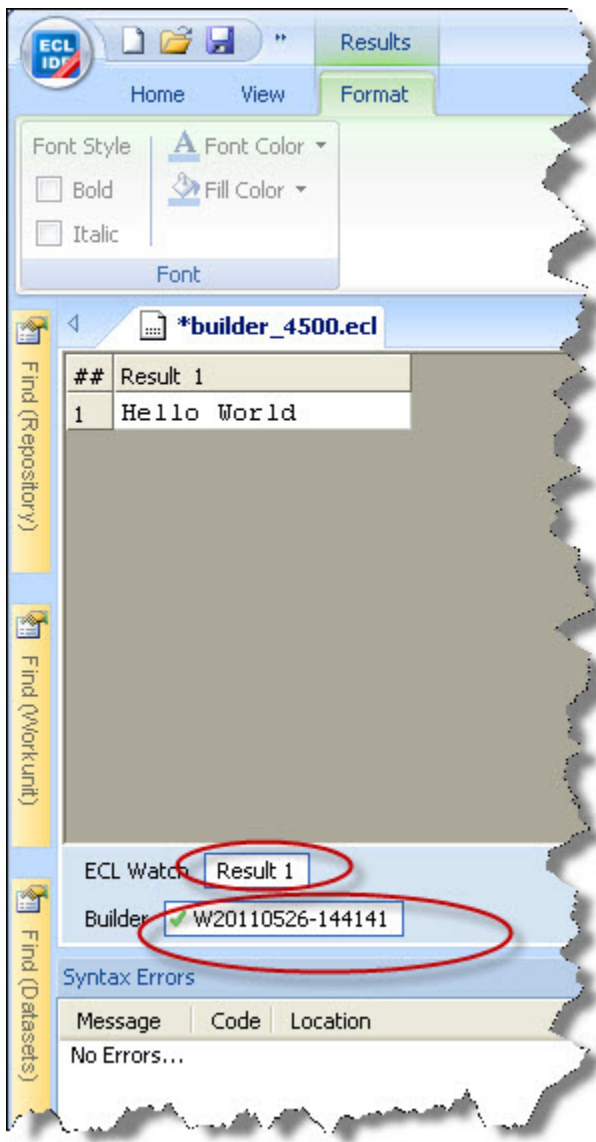 ECL
IDE
Results
Home View Format
Font Style
Font Color
Bold
Fill Color
Italic
Font
*builder_4500.ecl
## Result 1
1 Hello World
Find (Repository)
Find (Workunit)
Find (Datasets)
ECL Watch Result 1
Builder W20110526-144141
Syntax Errors
Message Code Location
No Errors...